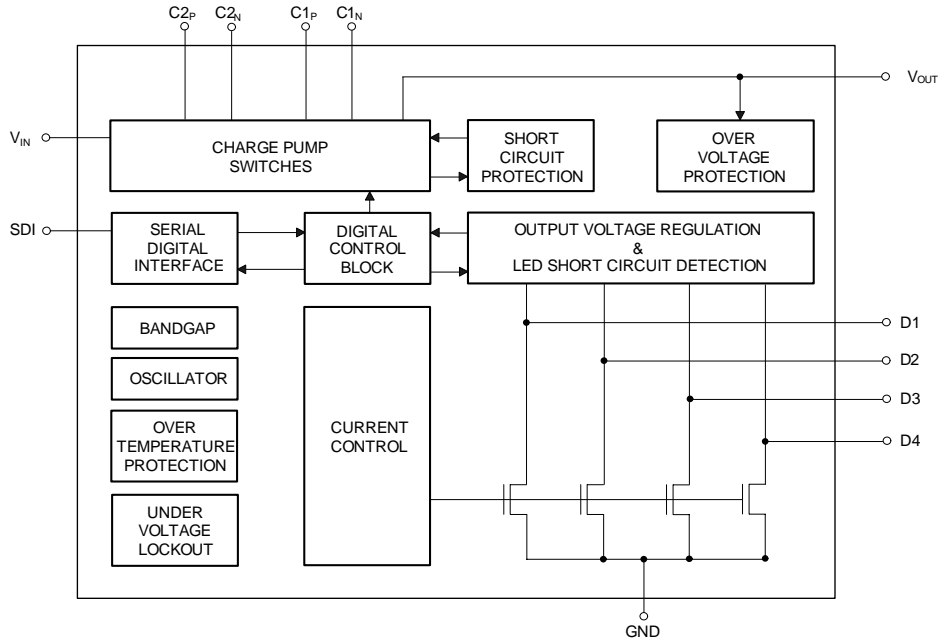 C2P C2N C1P C1N
VOUT
VIN
CHARGE PUMP
SWITCHES
SHORT
CIRCUIT
PROTECTION
OVER
VOLTAGE
PROTECTION
SDI
SERIAL
DIGITAL
INTERFACE
DIGITAL
CONTROL
BLOCK
OUTPUT VOLTAGE REGULATION
&
LED SHORT CIRCUIT DETECTION
BANDGAP
OSCILLATOR
OVER
TEMPERATURE
PROTECTION
UNDER
VOLTAGE
LOCKOUT
CURRENT
CONTROL
D1
D2
D3
D4
GND